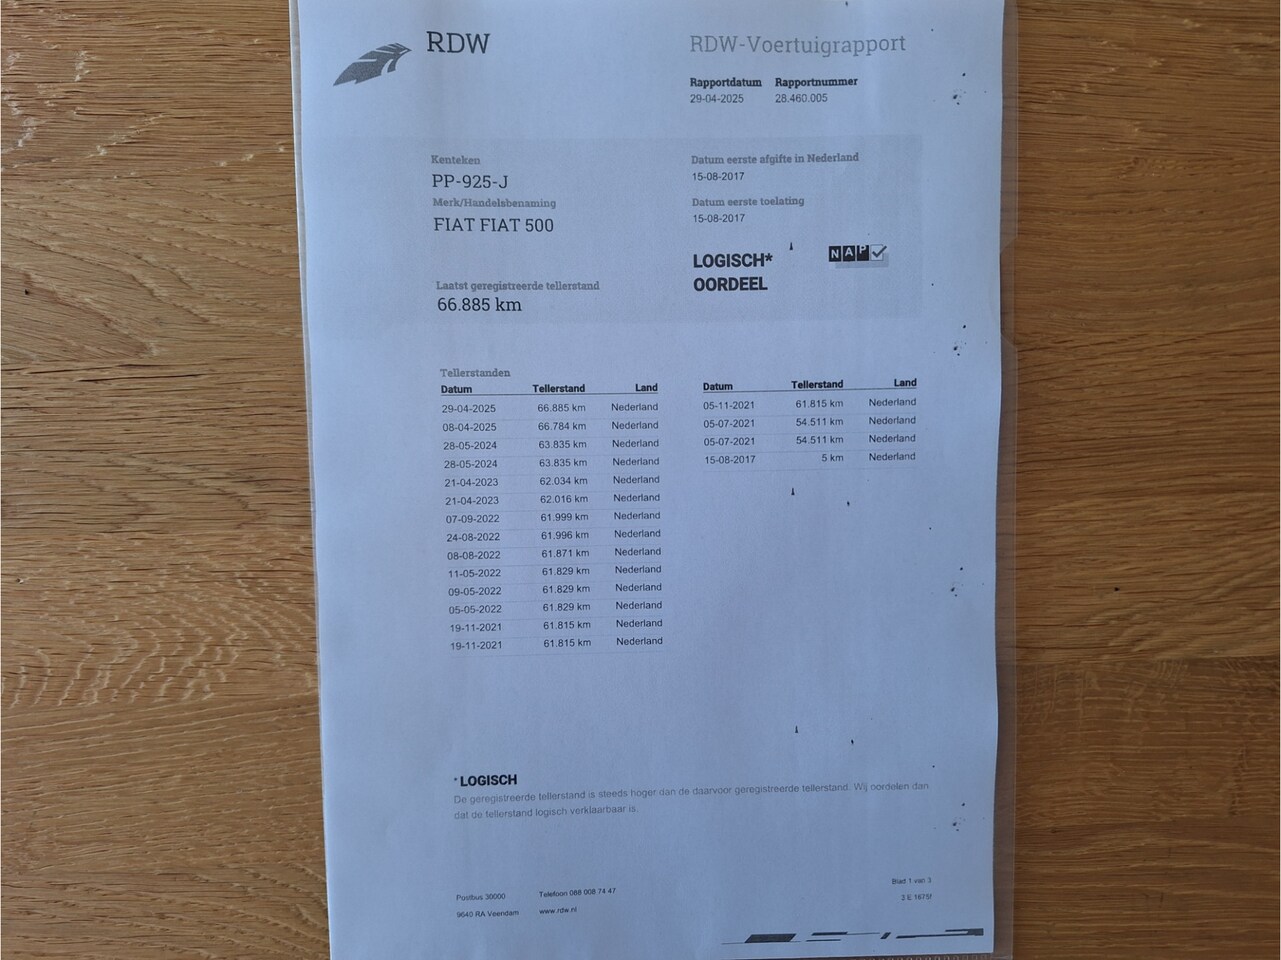 RDW
RDW-Voertuigrapport
Rapportdatum Rapportnummer
29-04-2025 28.460.005
Kenteken
PP-925-J
Merk/Handelsbenaming
FIAT FIAT 500
Laatst geregistreerde tellerstand
66.885 km
Datum eerste afgifte in Nederland
15-08-2017
Datum eerste toelating
15-08-2017
LOGISCH*
OORDEEL
NAP
Tellerstanden
Datum Tellerstand Land
29-04-2025 66.885 km Nederland
08-04-2025 66.784 km Nederland
28-05-2024 63.835 km Nederland
28-05-2024 63.835 km Nederland
21-04-2023 62.034 km Nederland
21-04-2023 62.016 km Nederland
07-09-2022 61.999 km Nederland
24-08-2022 61.996 km Nederland
08-08-2022 61.871 km Nederland
11-05-2022 61.829 km Nederland
09-05-2022 61.829 km Nederland
05-05-2022 61.829 km Nederland
19-11-2021 61.815 km Nederland
19-11-2021 61.815 km Nederland
Datum Tellerstand Land
05-11-2021 61.815 km Nederland
05-07-2021 54.511 km Nederland
05-07-2021 54.511 km Nederland
15-08-2017 5 km Nederland
* LOGISCH
De geregistreerde tellerstand is steeds hoger dan de daarvoor geregistreerde tellerstand. Wij oordelen dan
dat de tellerstand logisch verklaarbaar is.
Postbus 30000 Telefoon 088 008 74 47
9640 RA Veendam www.rdw.nl
Blad 1 van 3
3 E 1675f